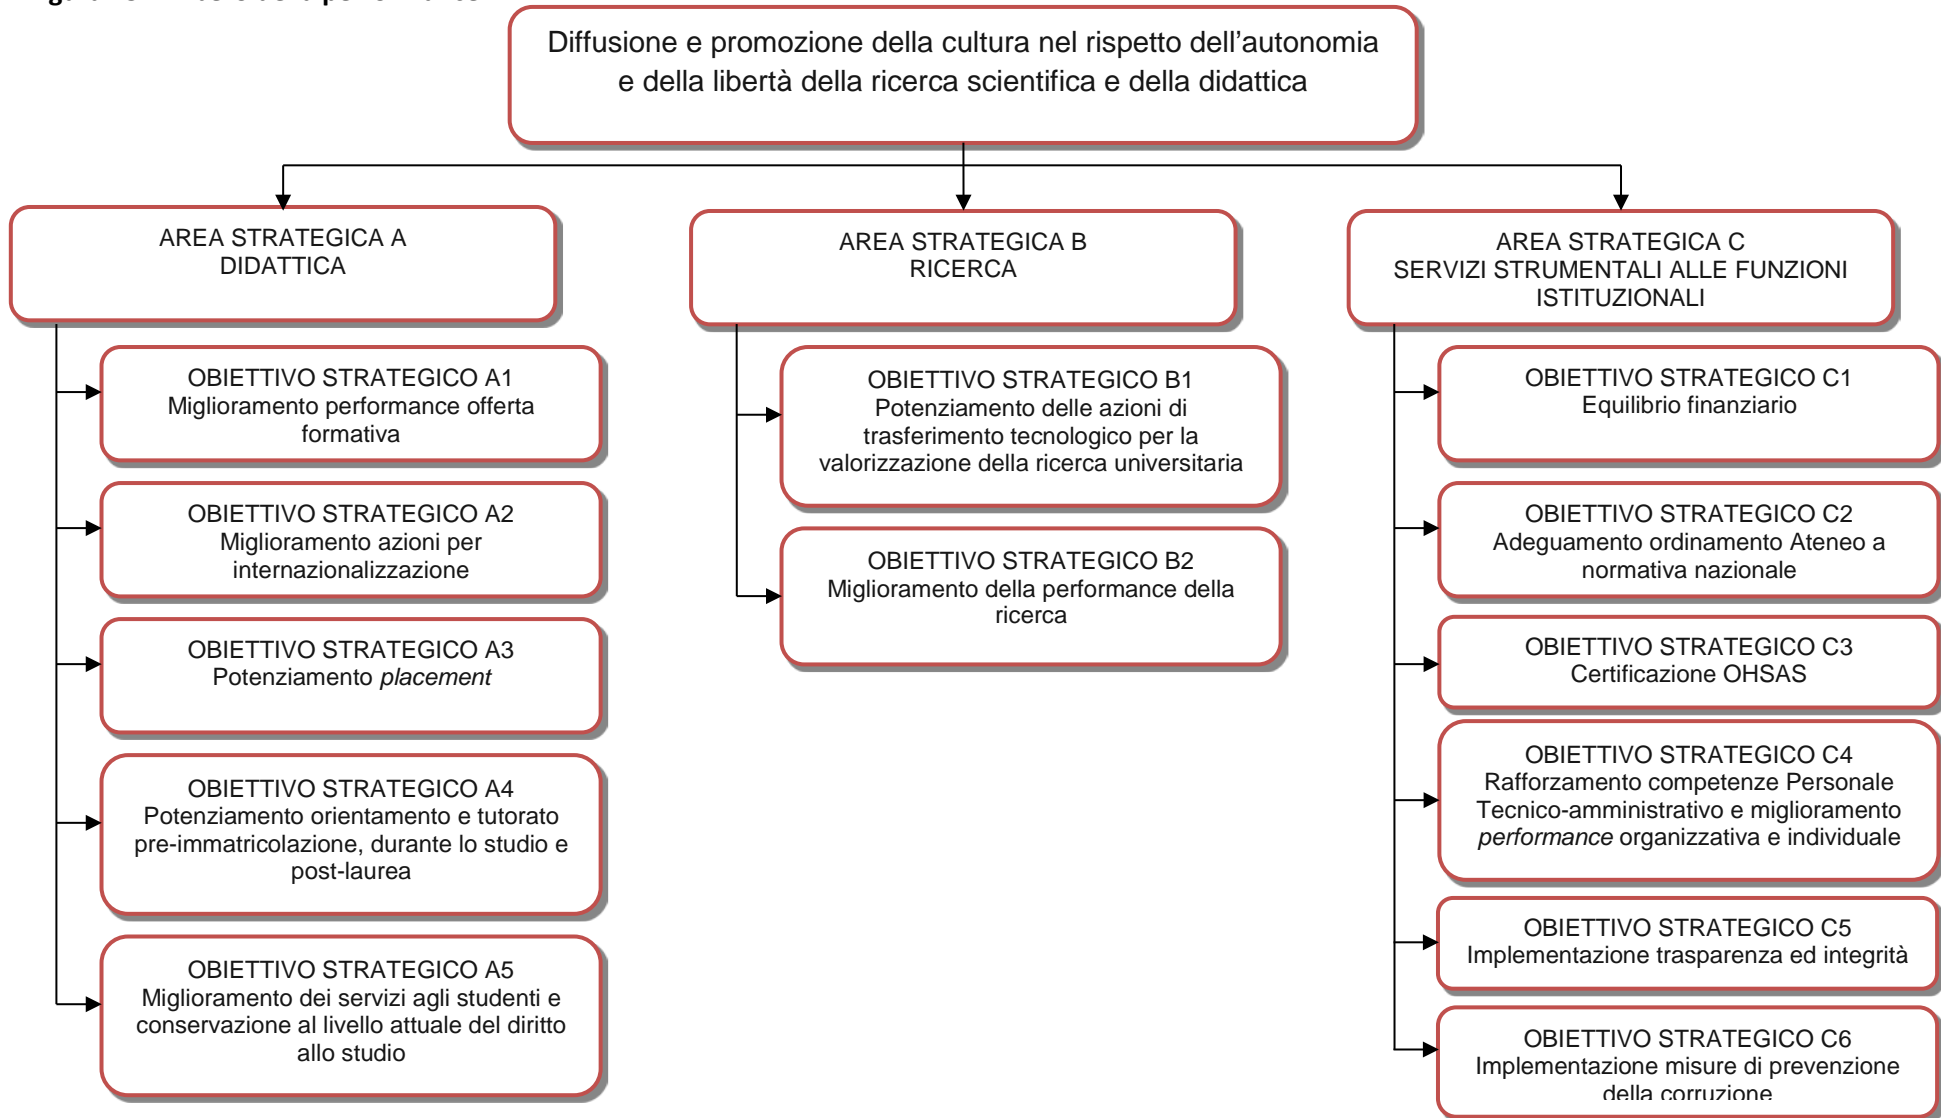 Diffusione e promozione della cultura nel rispetto dell’autonomia
e della libertà della ricerca scientifica e della didattica
AREA STRATEGICA A
DIDATTICA
OBIETTIVO STRATEGICO A1
Miglioramento performance offerta
formativa
OBIETTIVO STRATEGICO A2
Miglioramento azioni per
internazionalizzazione
OBIETTIVO STRATEGICO A3
Potenziamento placement
OBIETTIVO STRATEGICO A4
Potenziamento orientamento e tutorato
pre-immatricolazione, durante lo studio e
post-laurea
OBIETTIVO STRATEGICO A5
Miglioramento dei servizi agli studenti e
conservazione al livello attuale del diritto
allo studio
AREA STRATEGICA B
RICERCA
OBIETTIVO STRATEGICO B1
Potenziamento delle azioni di
trasferimento tecnologico per la
valorizzazione della ricerca universitaria
OBIETTIVO STRATEGICO B2
Miglioramento della performance della
ricerca
AREA STRATEGICA C
SERVIZI STRUMENTALI ALLE FUNZIONI
ISTITUZIONALI
OBIETTIVO STRATEGICO C1
Equilibrio finanziario
OBIETTIVO STRATEGICO C2
Adeguamento ordinamento Ateneo a
normativa nazionale
OBIETTIVO STRATEGICO C3
Certificazione OHSAS
OBIETTIVO STRATEGICO C4
Rafforzamento competenze Personale
Tecnico-amministrativo e miglioramento
performance organizzativa e individuale
OBIETTIVO STRATEGICO C5
Implementazione trasparenza ed integrità
OBIETTIVO STRATEGICO C6
Implementazione misure di prevenzione
della corruzione